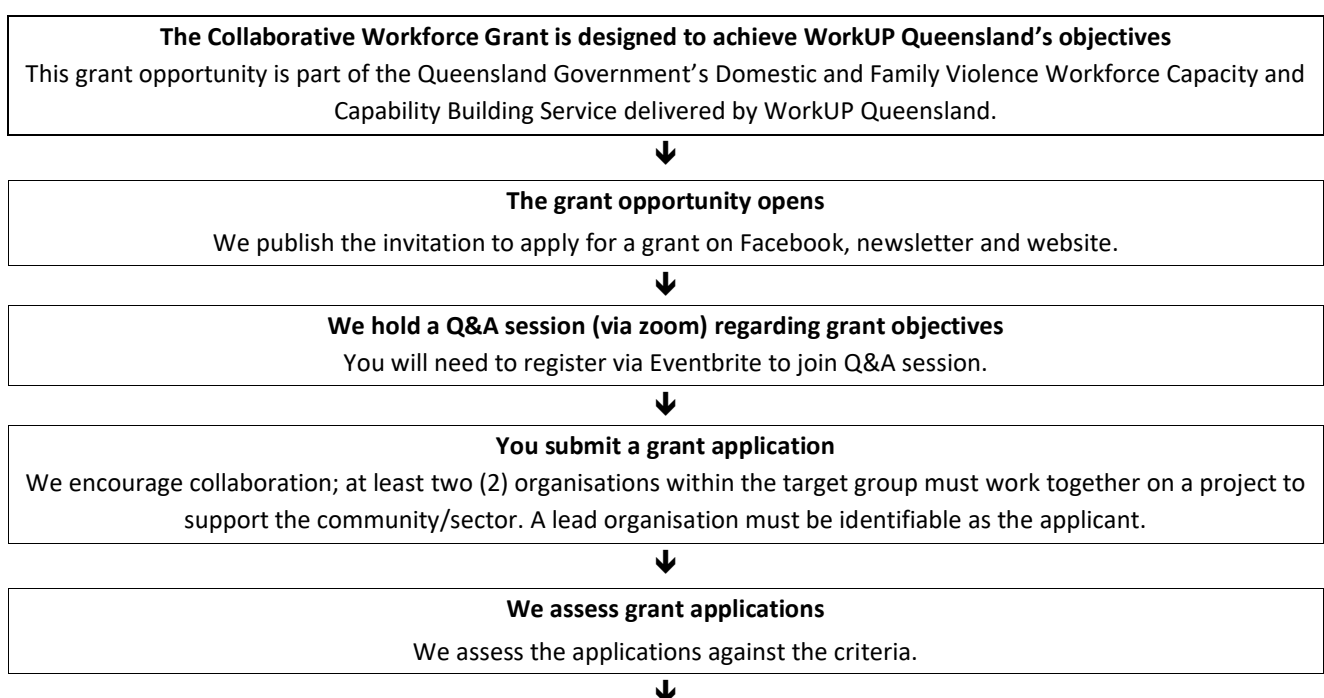 The Collaborative Workforce Grant is designed to achieve WorkUP Queensland’s objectives
This grant opportunity is part of the Queensland Government’s Domestic and Family Violence Workforce Capacity and
Capability Building Service delivered by WorkUP Queensland.
The grant opportunity opens
We publish the invitation to apply for a grant on Facebook, newsletter and website.
We hold a Q&A session (via zoom) regarding grant objectives
You will need to register via Eventbrite to join Q&A session.
You submit a grant application
We encourage collaboration; at least two (2) organisations within the target group must work together on a project to
support the community/sector. A lead organisation must be identifiable as the applicant.
We assess grant applications
We assess the applications against the criteria.